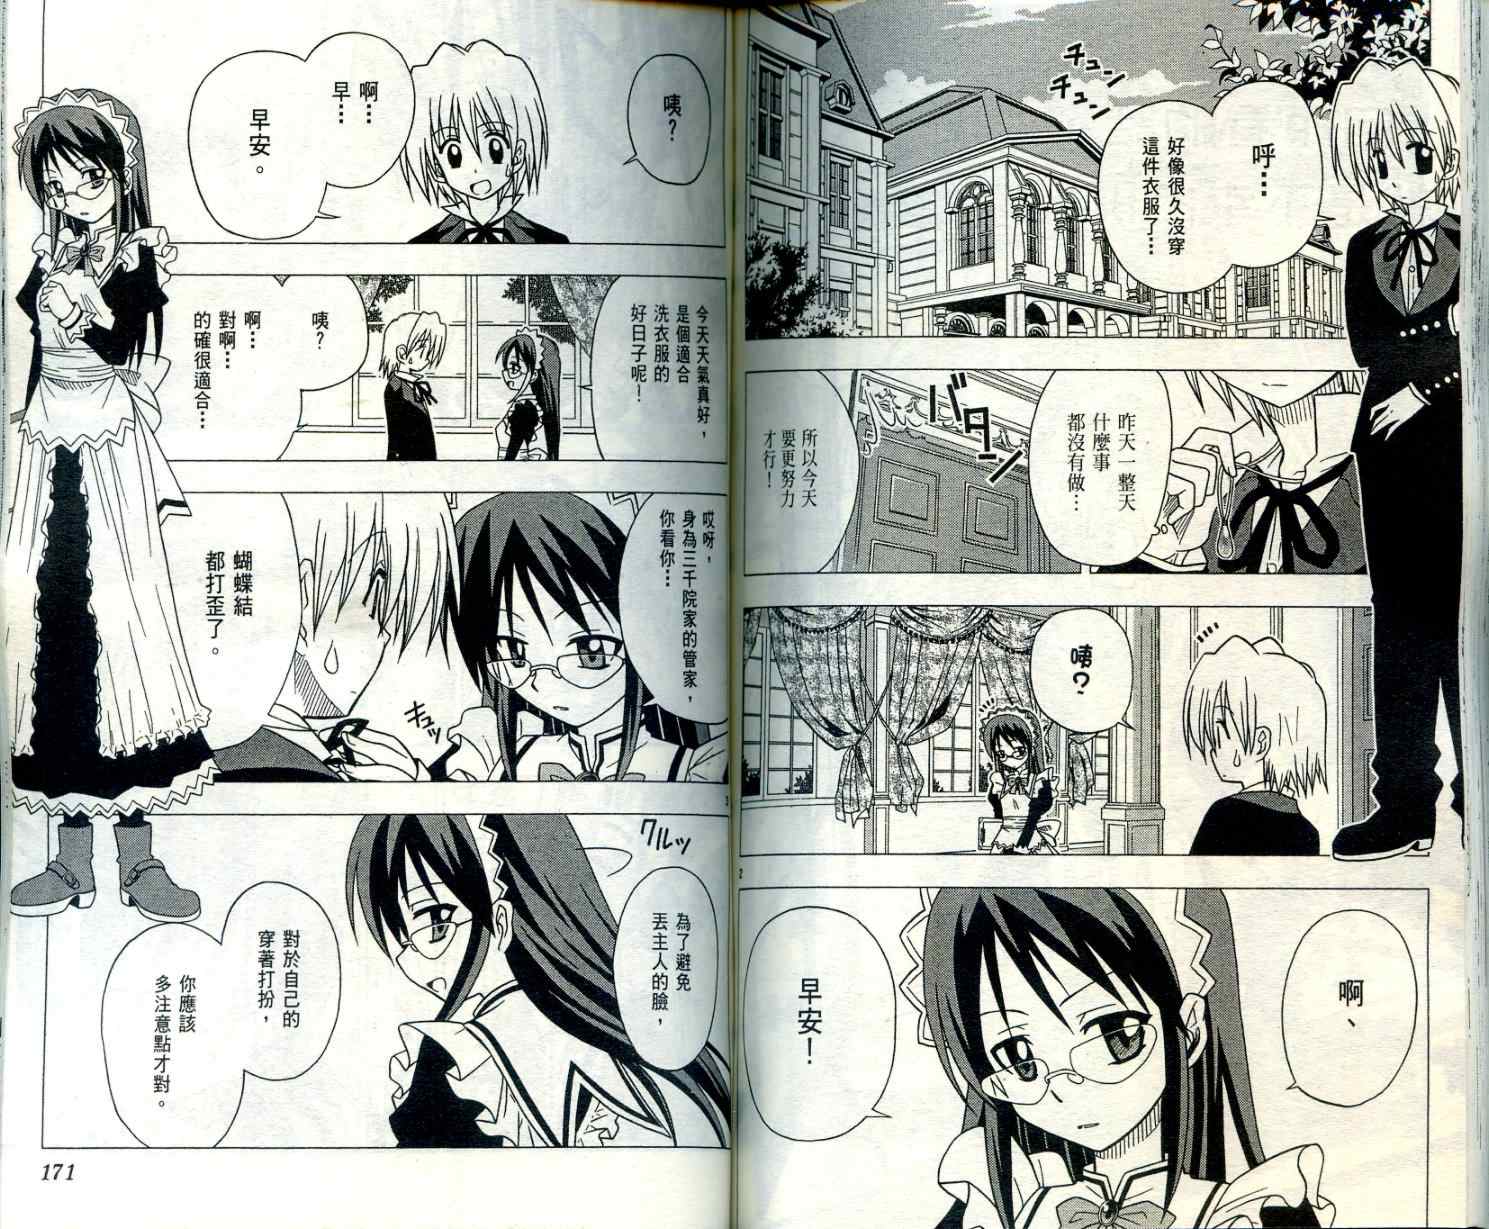 チュン
チュン
呼…
好像很久沒穿
這件衣服了…
昨天一整天
什麼事
都沒有做…
バタン
所以今天
要更努力
才行！
咦？
2
啊、
早安！
咦？
啊…
早…
早安。
今天天氣真好，
是個適合
洗衣服的
好日子呢！
咦？
啊…
對啊…
的確很適合…
哎呀，
身為三千院家的管家，
你看你…
蝴蝶結
都打歪了。
キュッ
3
クルッ
為了避免
丟主人的臉，
對於自己的
穿著打扮，
你應該
多注意點才對。
171